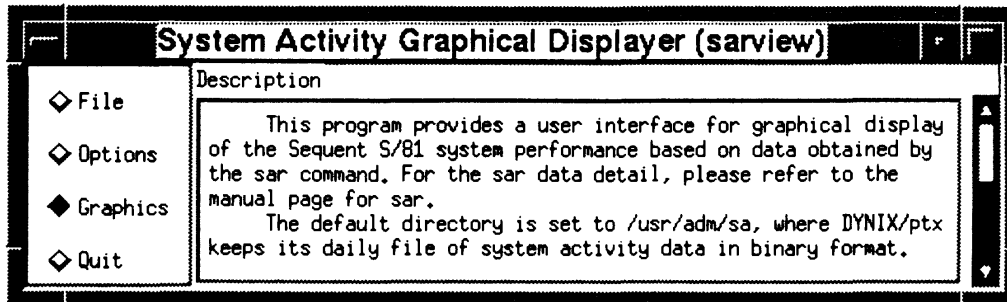 System Activity Graphical Displayer (sarview)
File
Options
Graphics
Quit
Description
This program provides a user interface for graphical display
of the Sequent S/81 system performance based on data obtained by
the sar command. For the sar data detail, please refer to the
manual page for sar.
The default directory is set to /usr/adm/sa, where DYNIX/ptx
keeps its daily file of system activity data in binary format.